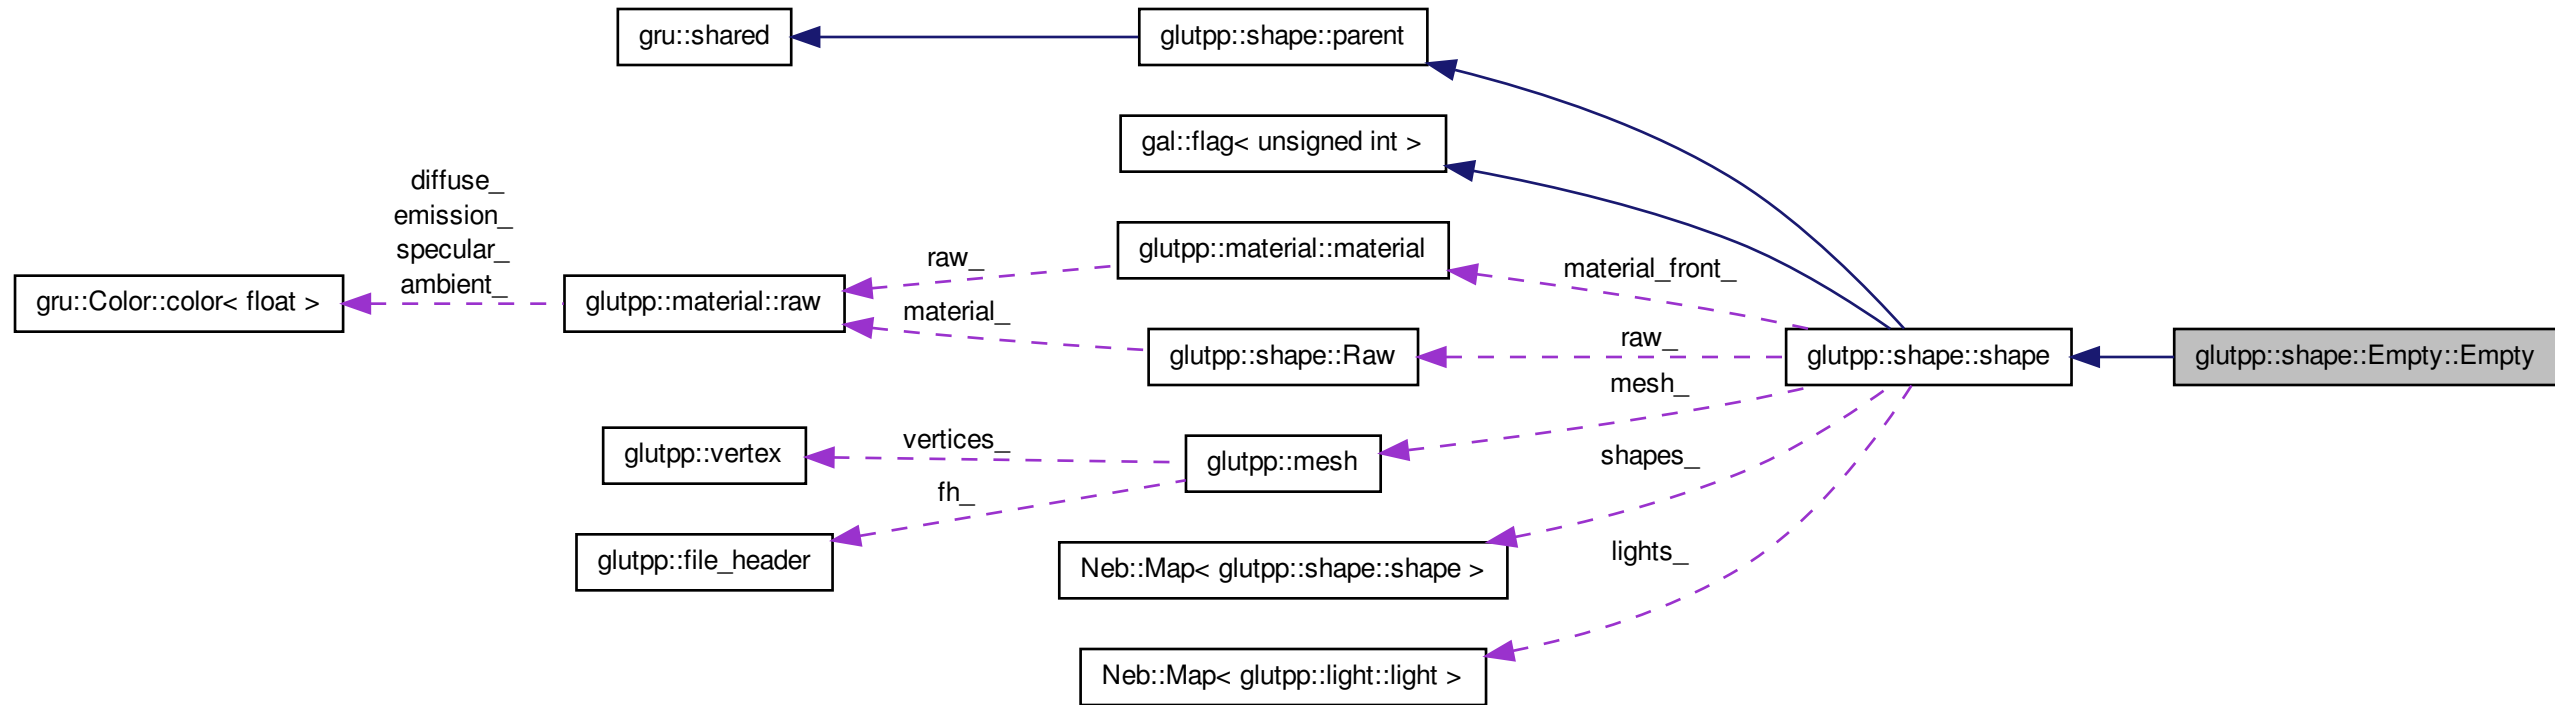 gru::shared
glutpp::shape::parent
gal::flag< unsigned int >
diffuse_
emission_
specular_
ambient_
raw_
glutpp::material::material
material_front_
gru::Color::color< float >
glutpp::material::raw
material_
glutpp::shape::Raw
raw_
glutpp::shape::shape
glutpp::shape::Empty::Empty
mesh_
glutpp::vertex
vertices_
glutpp::mesh
shapes_
fh_
glutpp::file_header
Neb::Map< glutpp::shape::shape >
lights_
Neb::Map< glutpp::light::light >